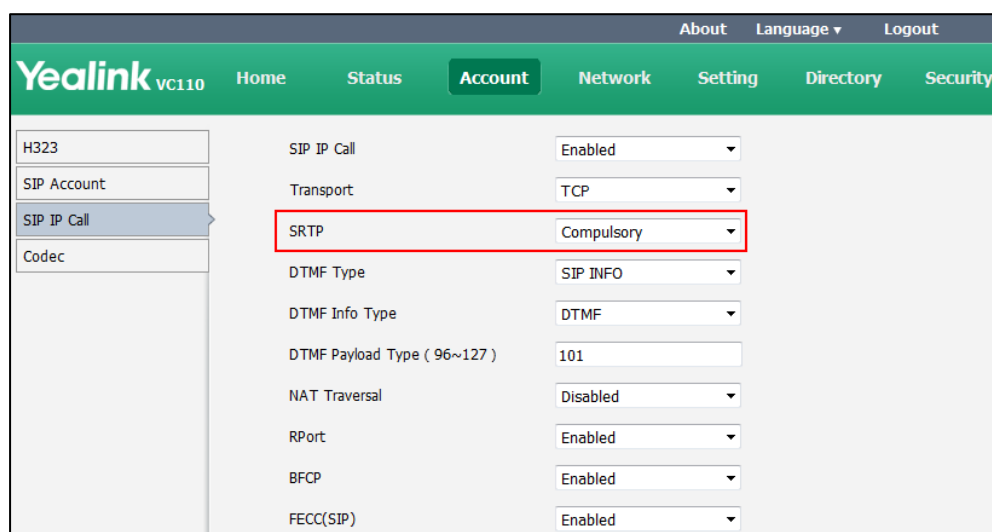 About Language ▾ Logout
Yealink VC110 Home Status Account Network Setting Directory Security
H323
SIP Account
SIP IP Call
Codec
SIP IP Call Enabled
Transport TCP
SRTP Compulsory
DTMF Type SIP INFO
DTMF Info Type DTMF
DTMF Payload Type ( 96~127 ) 101
NAT Traversal Disabled
RPort Enabled
BFCP Enabled
FECC(SIP) Enabled